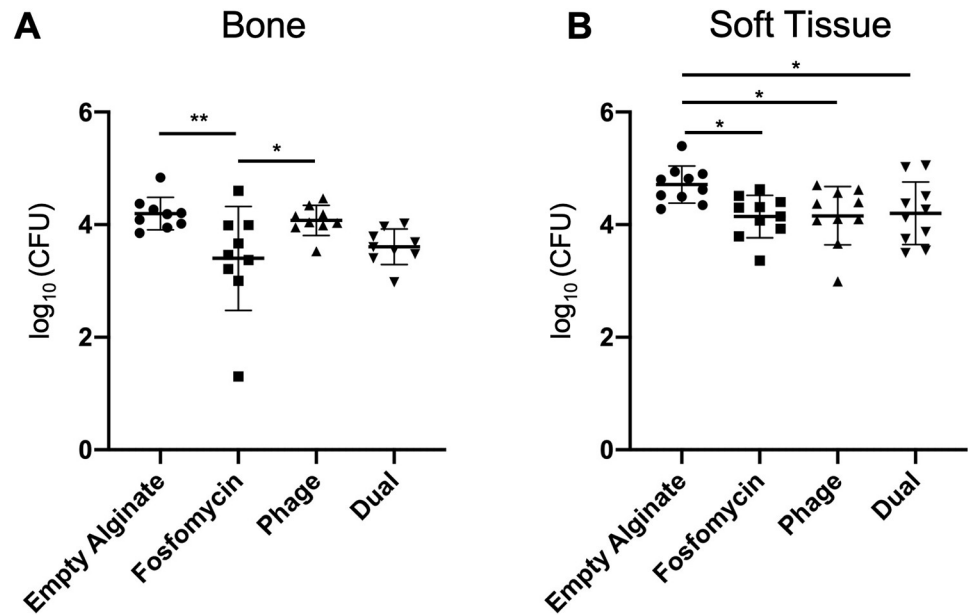 A
Bone
**
*
6
4
2
0
log10 (CFU)
Empty Alginate
Fosfomycin
Phage
Dual
B
Soft Tissue
*
*
*
6
4
2
0
log10 (CFU)
Empty Alginate
Fosfomycin
Phage
Dual